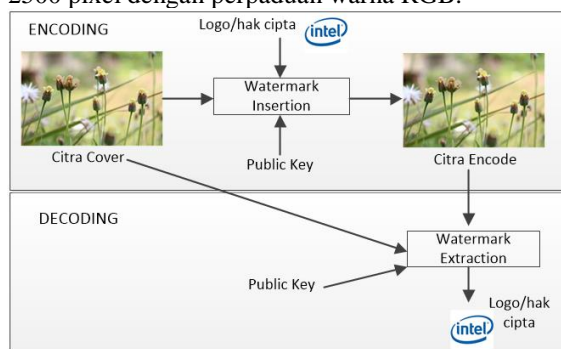 2500 pixel dengan perpaduan warna RGB.
ENCODING
Logo/hak cipta
intel
Watermark
Insertion
Citra Cover
Public Key
Citra Encode
DECODING
Watermark
Extraction
Public Key
Logo/hak
cipta
intel